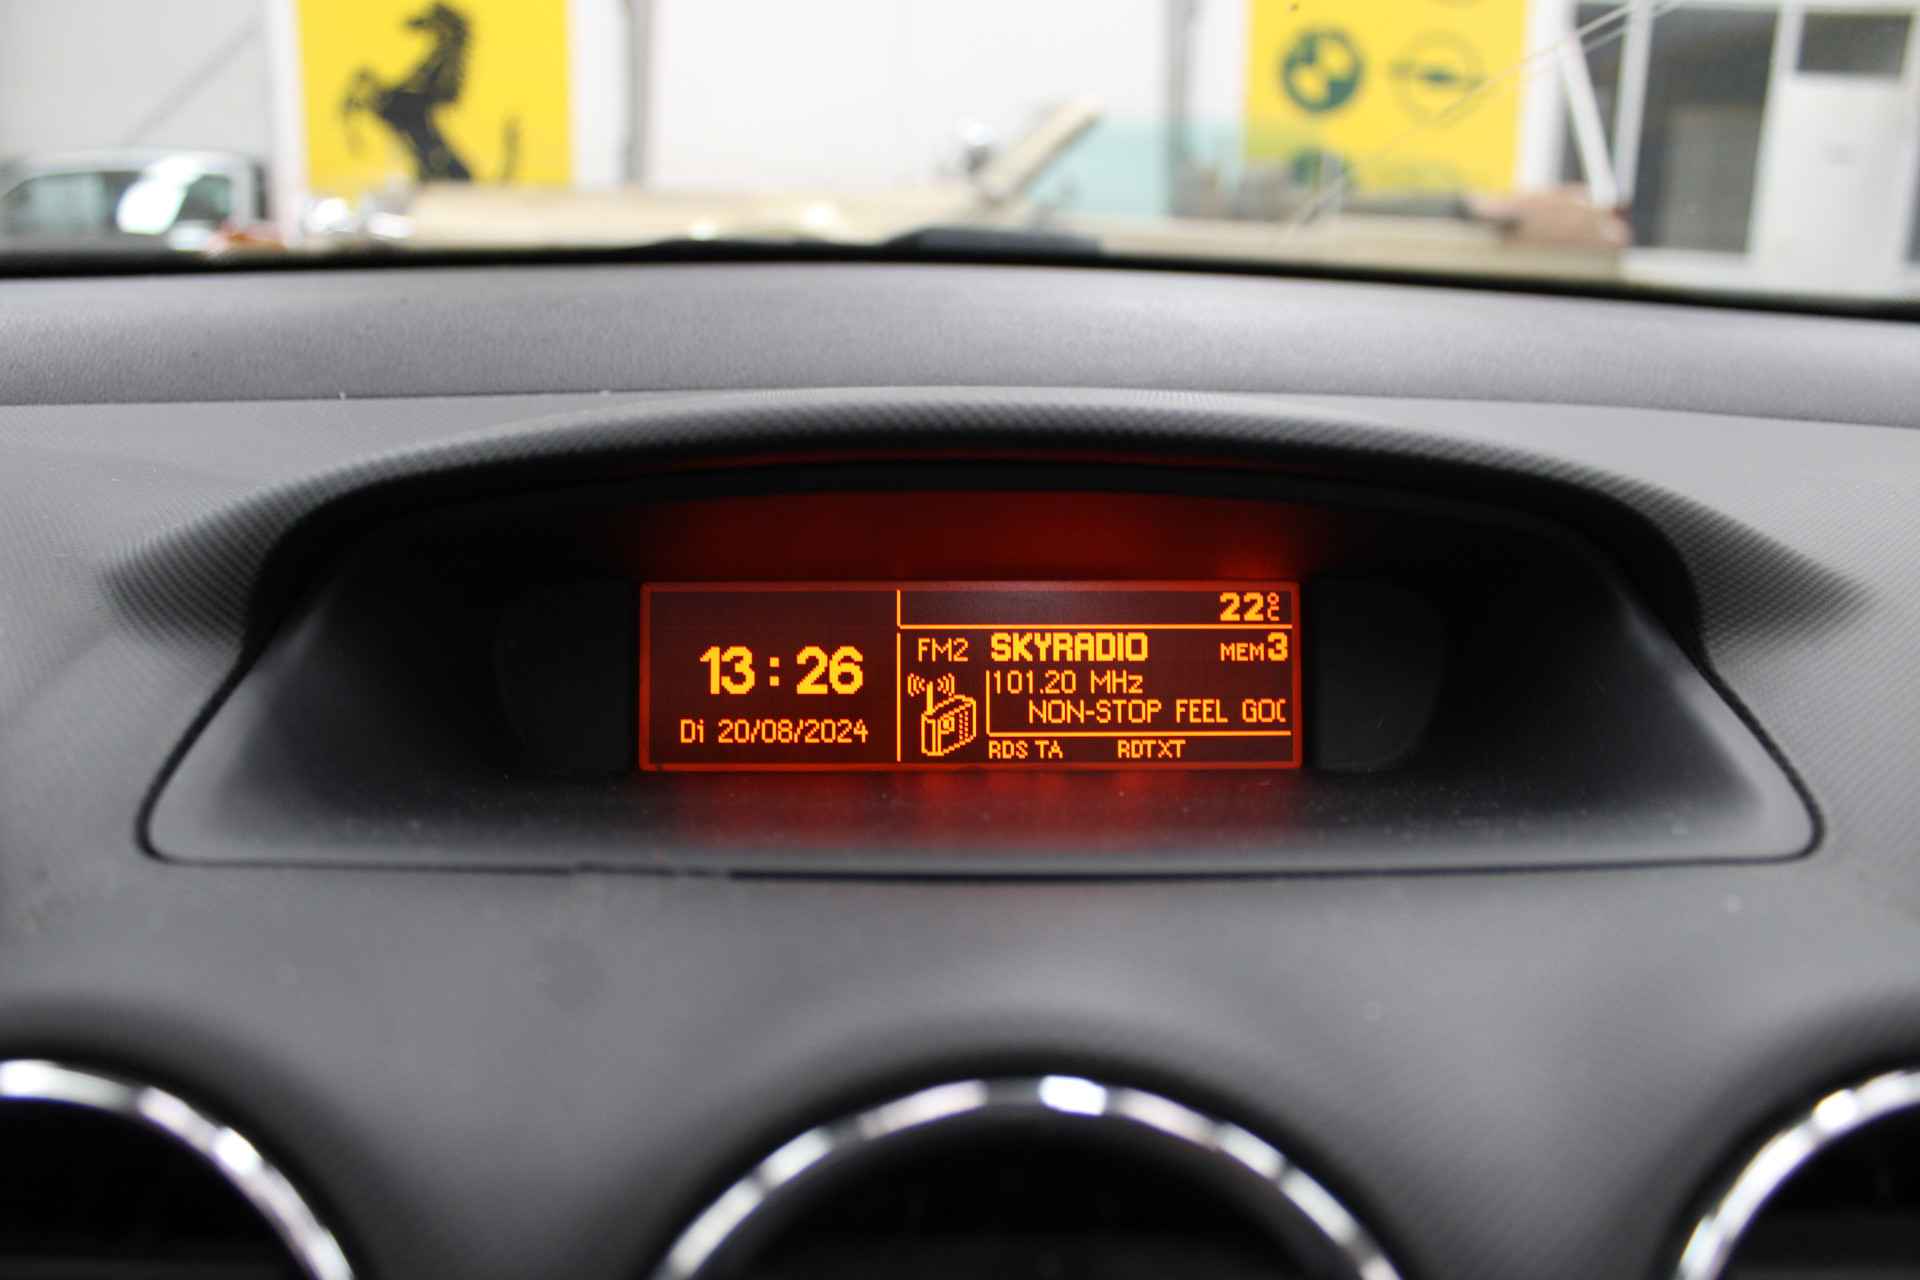 13:26
Di 20/08/2024
22°C
FM2 SKYRADIO MEM3
101.20 MHz
NON-STOP FEEL GOO
RDS TA RDTXT